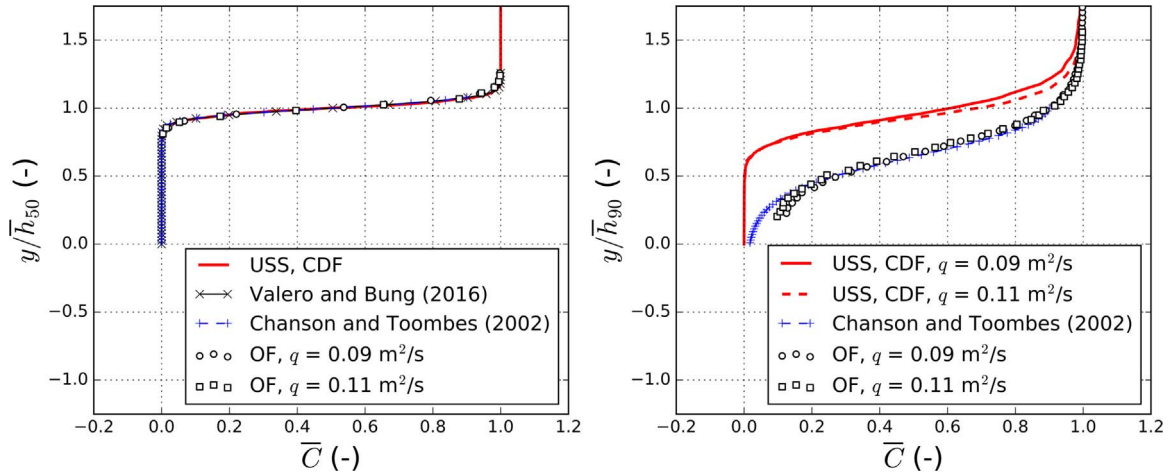 1.5
1.0
0.5
0.0
−0.5
−1.0
y/h̅₅₀ (-)
USS, CDF
Valero and Bung (2016)
Chanson and Toombes (2002)
OF, q = 0.09 m²/s
OF, q = 0.11 m²/s
−0.2 0.0 0.2 0.4 0.6 0.8 1.0 1.2
C̅ (-)
1.5
1.0
0.5
0.0
−0.5
−1.0
y/h̅₉₀ (-)
USS, CDF, q = 0.09 m²/s
USS, CDF, q = 0.11 m²/s
Chanson and Toombes (2002)
OF, q = 0.09 m²/s
OF, q = 0.11 m²/s
−0.2 0.0 0.2 0.4 0.6 0.8 1.0 1.2
C̅ (-)